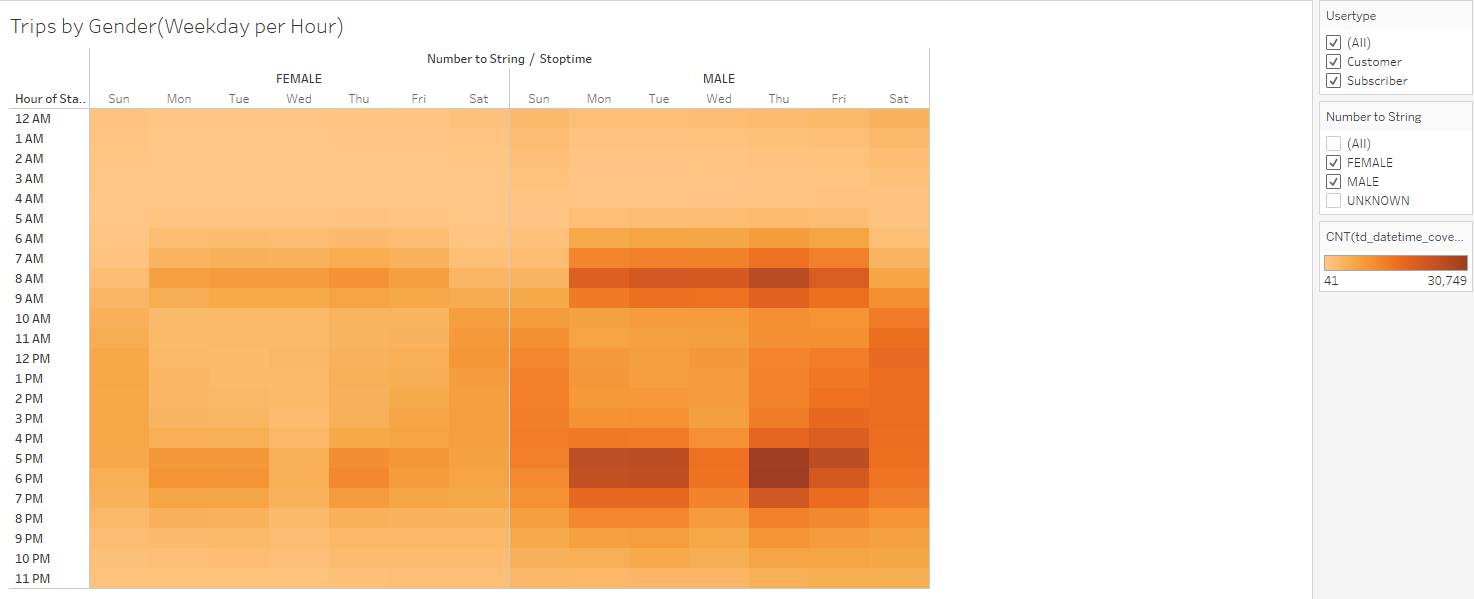 Trips by Gender(Weekday per Hour)
Number to String / Stoptime
FEMALE MALE
Hour of Sta.. Sun Mon Tue Wed Thu Fri Sat Sun Mon Tue Wed Thu Fri Sat
12 AM
1 AM
2 AM
3 AM
4 AM
5 AM
6 AM
7 AM
8 AM
9 AM
10 AM
11 AM
12 PM
1 PM
2 PM
3 PM
4 PM
5 PM
6 PM
7 PM
8 PM
9 PM
10 PM
11 PM
Usertype
(All)
Customer
Subscriber
Number to String
(All)
FEMALE
MALE
UNKNOWN
CNT(td_datetime_cove...
41 30,749